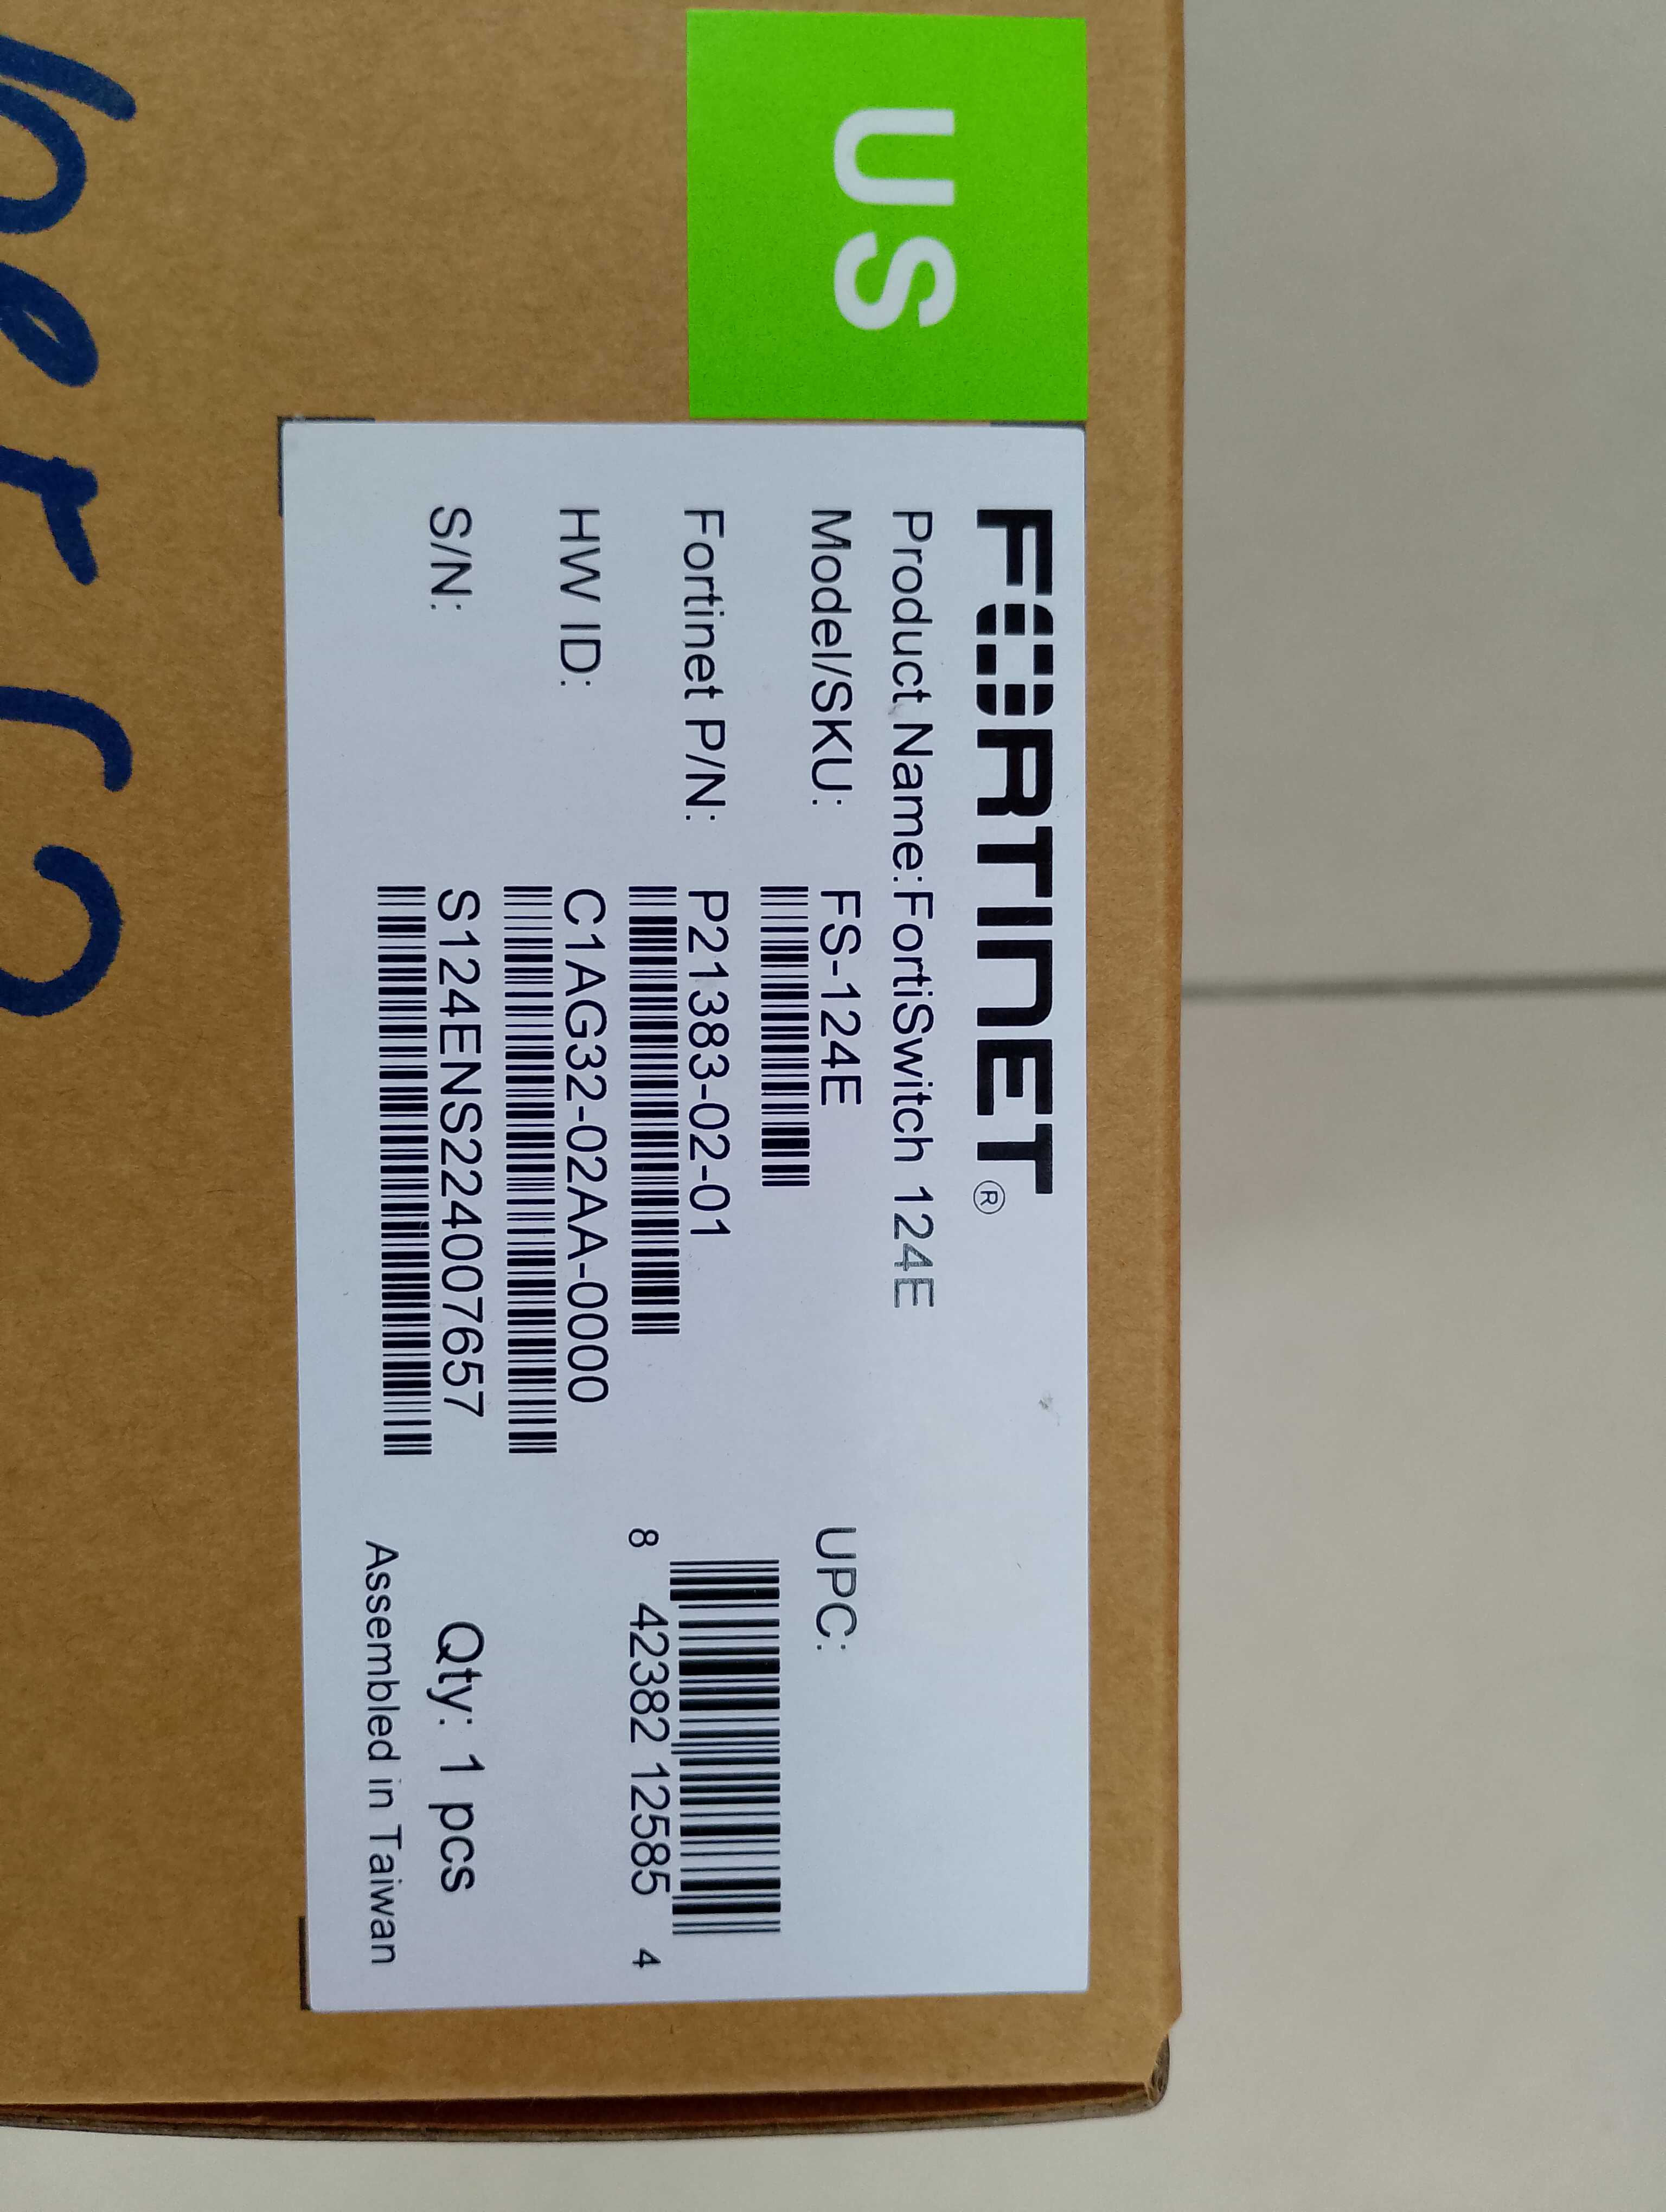 US
FORTINET®
Product Name:FortiSwitch 124E
Model/SKU: FS-124E
UPC:
Fortinet P/N: P21383-02-01
8 42382 12585 4
HW ID: C1AG32-02AA-0000
S/N: S124ENS224007657
Qty: 1 pcs
Assembled in Taiwan